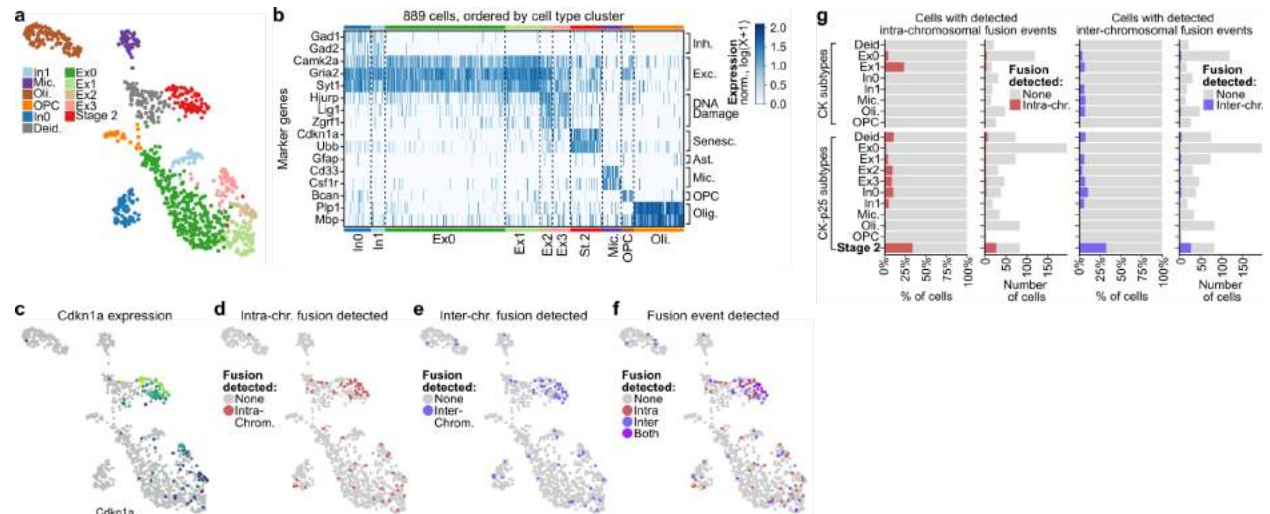 a
In1
Mic.
Oli.
OPC
In0
Deid.
Ex0
Ex1
Ex2
Ex3
Stage 2
b
889 cells, ordered by cell type cluster
Marker genes
Gad1
Gad2
Camk2a
Gria2
Syt1
Hjurp
Lig1
Zgrf1
Cdkn1a
Ubb
Gfap
Cd33
Csf1r
Bcan
Plp1
Mbp
Inh.
Exc.
DNA
Damage
Senesc.
Ast.
Mic.
OPC
Olig.
In0
In1
Ex0
Ex1
Ex2
Ex3
St.2
Mic.
OPC
Oli.
Expression
norm., log(X+1)
2.0
1.5
1.0
0.5
0.0
c
Cdkn1a expression
Cdkn1a
d
Intra-chr. fusion detected
Fusion
detected:
None
Intra-
Chrom.
e
Inter-chr. fusion detected
Fusion
detected:
None
Inter-
Chrom.
f
Fusion event detected
Fusion
detected:
None
Intra
Inter
Both
g
Cells with detected
intra-chromosomal fusion events
Cells with detected
inter-chromosomal fusion events
CK subtypes
Deid
Ex0
Ex1
In0
In1
Mic.
Oli.
OPC
CK-p25 subtypes
Deid
Ex0
Ex1
Ex2
Ex3
In0
In1
Mic.
Oli.
OPC
Stage 2
Fusion
detected:
None
Intra-chr.
Fusion
detected:
None
Inter-chr.
0%
25%
50%
75%
100%
% of cells
0
50
100
150
Number
of cells
0%
25%
50%
75%
100%
% of cells
0
50
100
150
Number
of cells